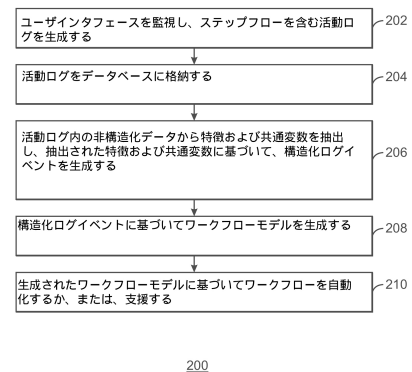 ユーザインタフェースを監視し、ステップフローを含む活動ロ
グを生成する
202
活動ログをデータベースに格納する
204
活動ログ内の非構造化データから特徴および共通変数を抽出
し、抽出された特徴および共通変数に基づいて、構造化ログイ
ベントを生成する
206
構造化ログイベントに基づいてワークフローモデルを生成する
208
生成されたワークフローモデルに基づいてワークフローを自動
化するか、または、支援する
210
200